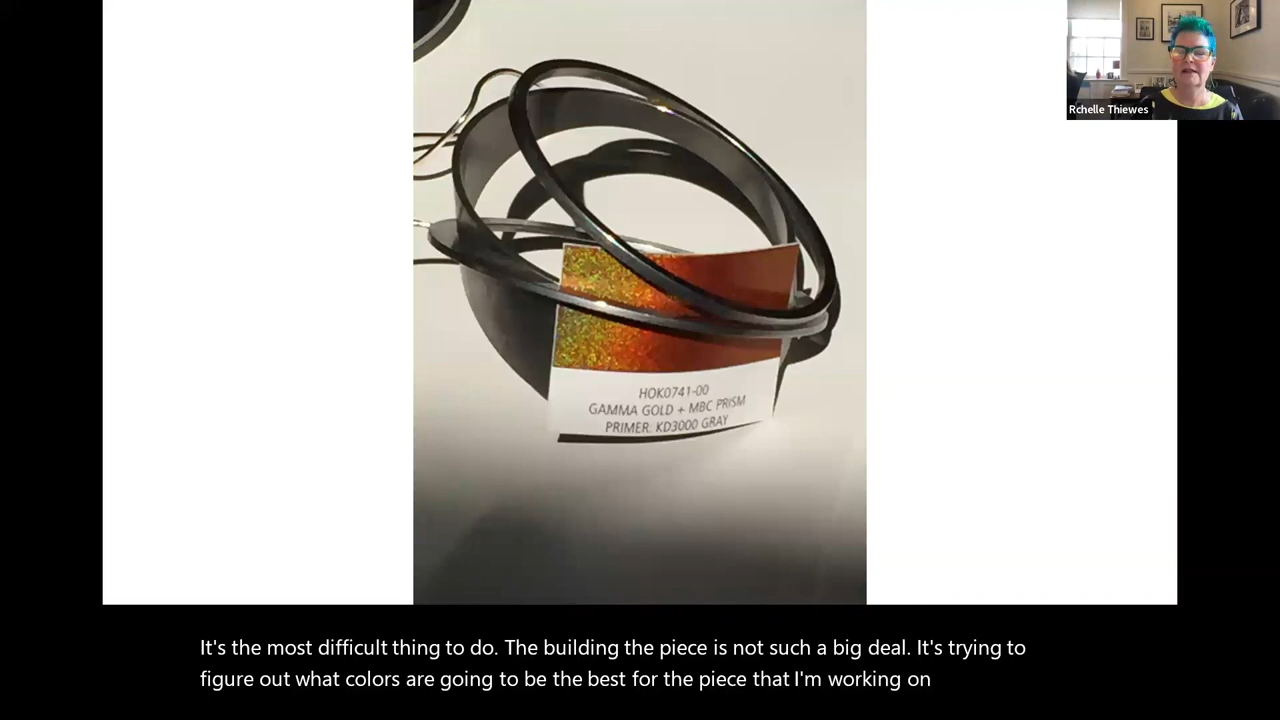 Rchelle Thiewes
HOK0741-00
GAMMA GOLD + MBC PRISM
PRIMER: KD3000 GRAY
It's the most difficult thing to do. The building the piece is not such a big deal. It's trying to
figure out what colors are going to be the best for the piece that I'm working on